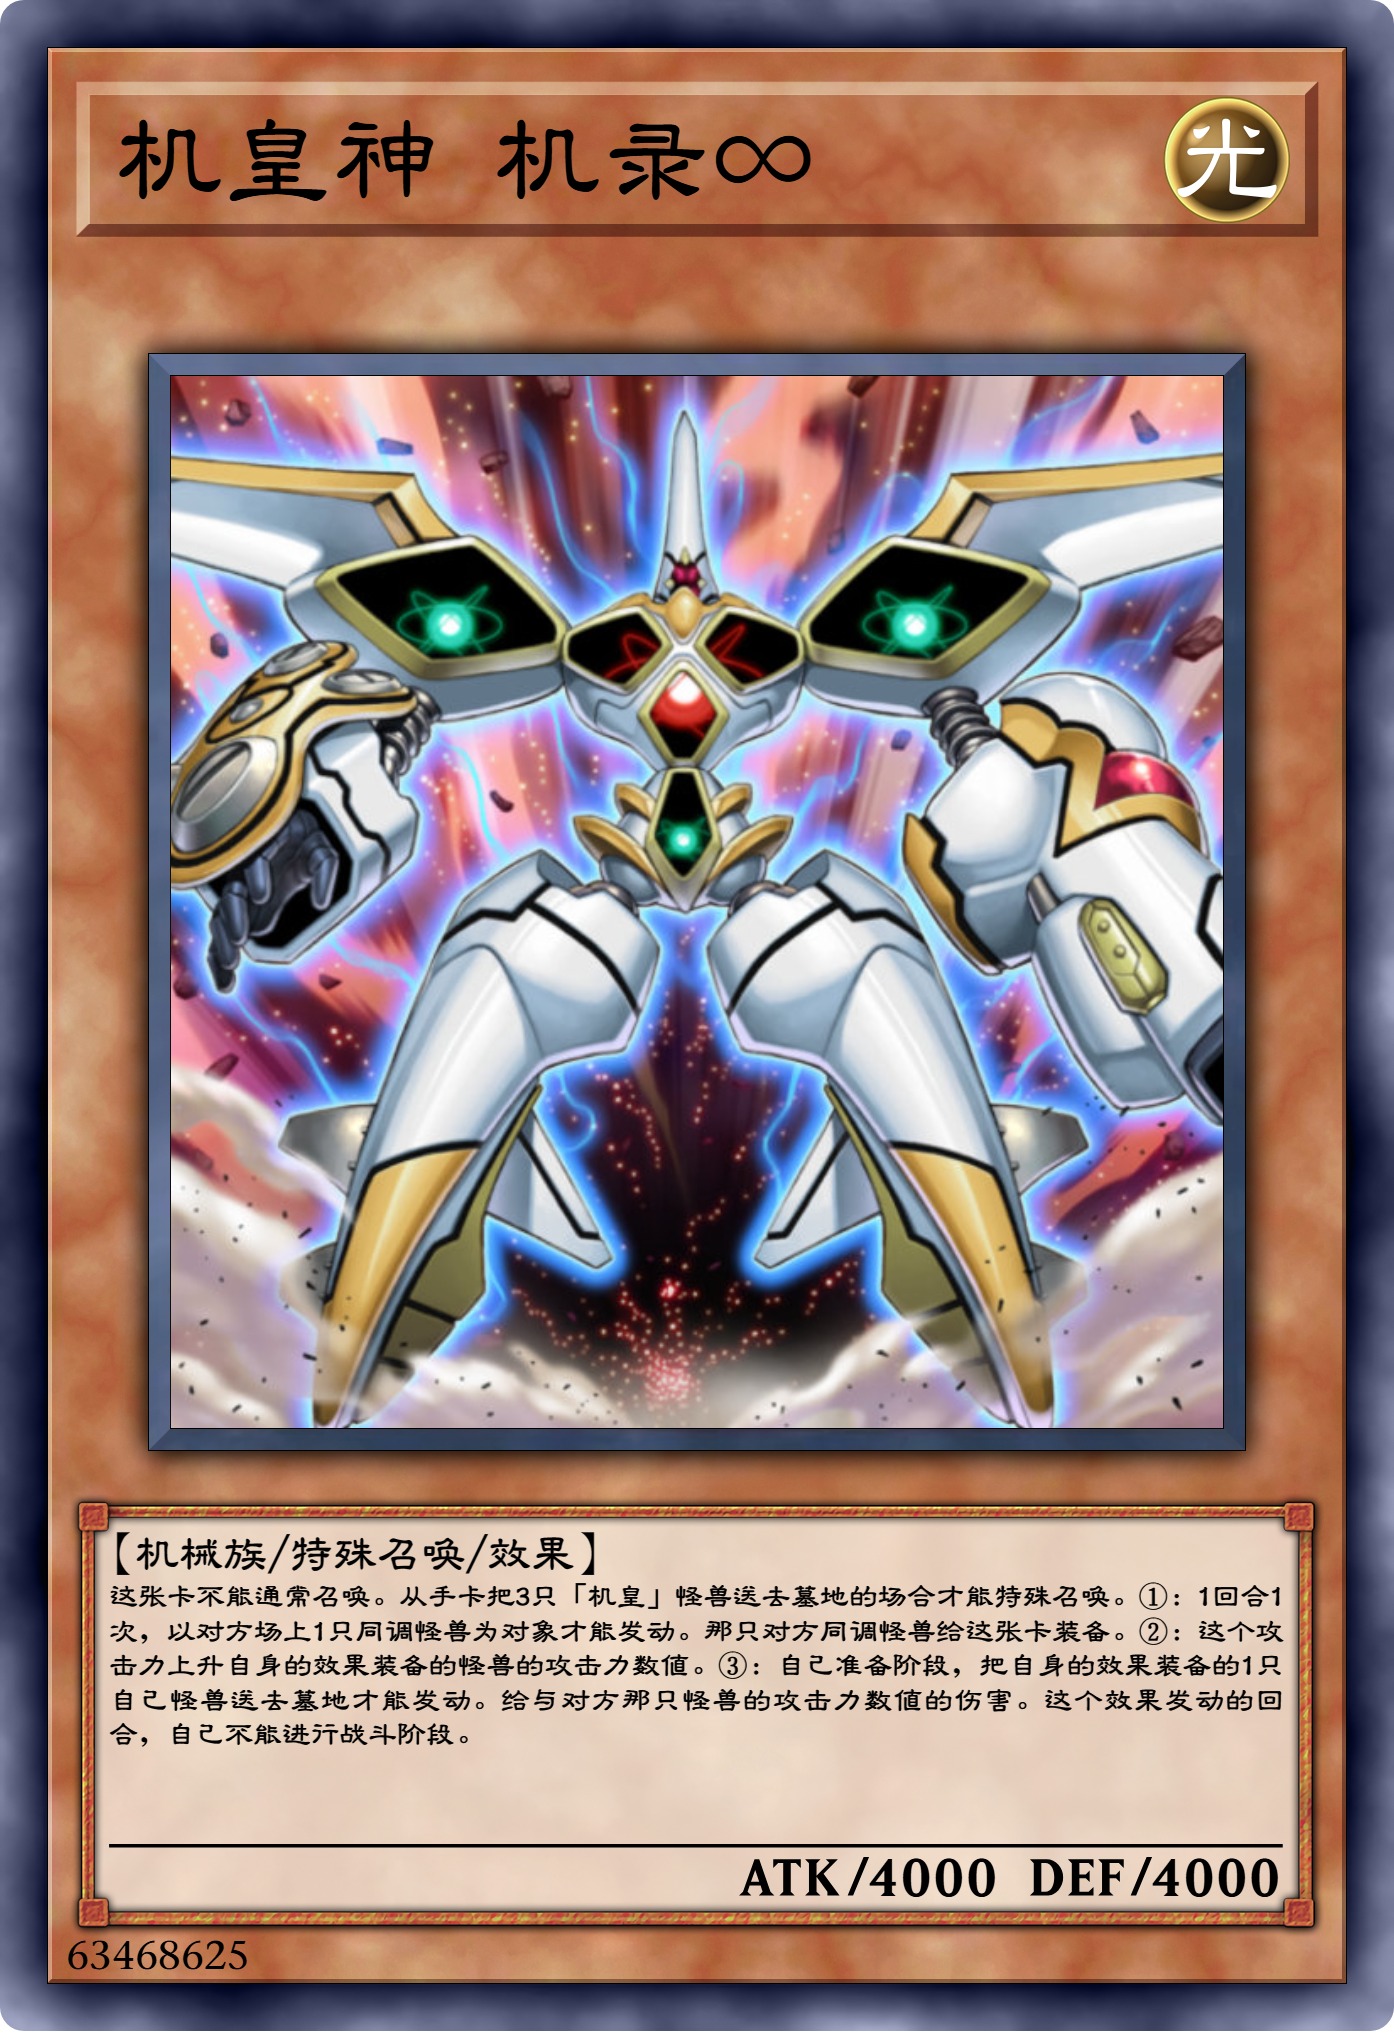 机皇神 机录∞
光
【机械族/特殊召唤/效果】
这张卡不能通常召唤。从手卡把3只「机皇」怪兽送去墓地的场合才能特殊召唤。①：1回合1
次，以对方场上1只同调怪兽为对象才能发动。那只对方同调怪兽给这张卡装备。②：这个攻
击力上升自身的效果装备的怪兽的攻击力数值。③：自己准备阶段，把自身的效果装备的1只
自己怪兽送去墓地才能发动。给与对方那只怪兽的攻击力数值的伤害。这个效果发动的回
合，自己不能进行战斗阶段。
ATK/4000 DEF/4000
63468625